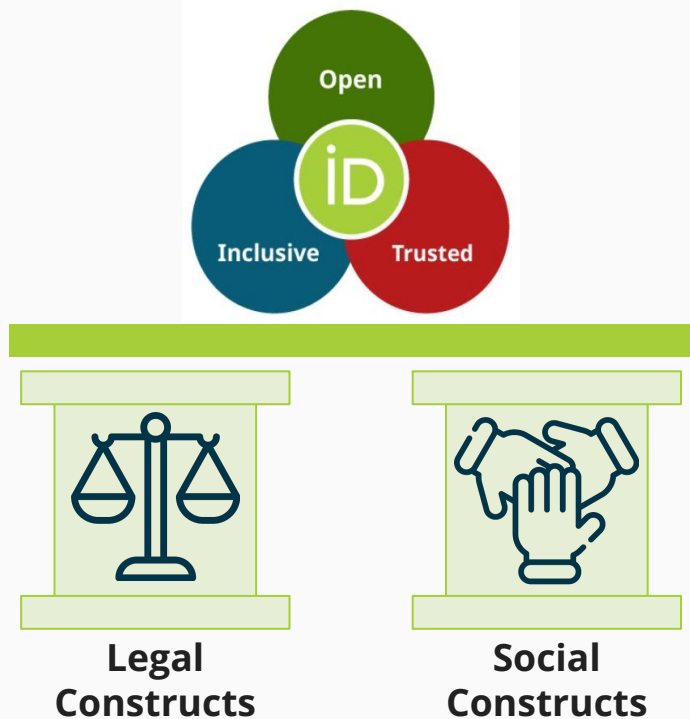 Open
iD
Inclusive
Trusted
Legal
Constructs
Social
Constructs